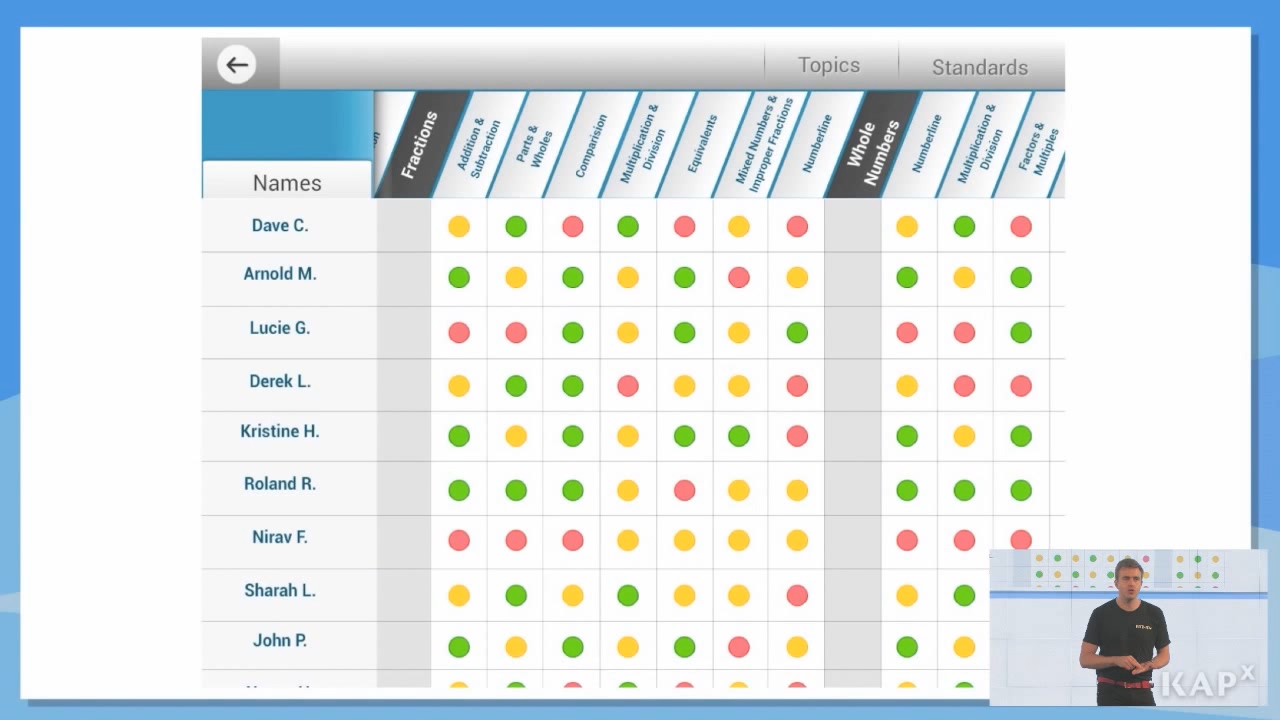 Topics
Standards
Fractions
Addition &
Subtraction
Parts &
Wholes
Comparision
Multiplication &
Division
Equivalents
Mixed Numbers &
Improper Fractions
Numberline
Whole
Numbers
Numberline
Multiplication &
Division
Factors &
Multiples
Names
Dave C.
Arnold M.
Lucie G.
Derek L.
Kristine H.
Roland R.
Nirav F.
Sharah L.
John P.
KAPx